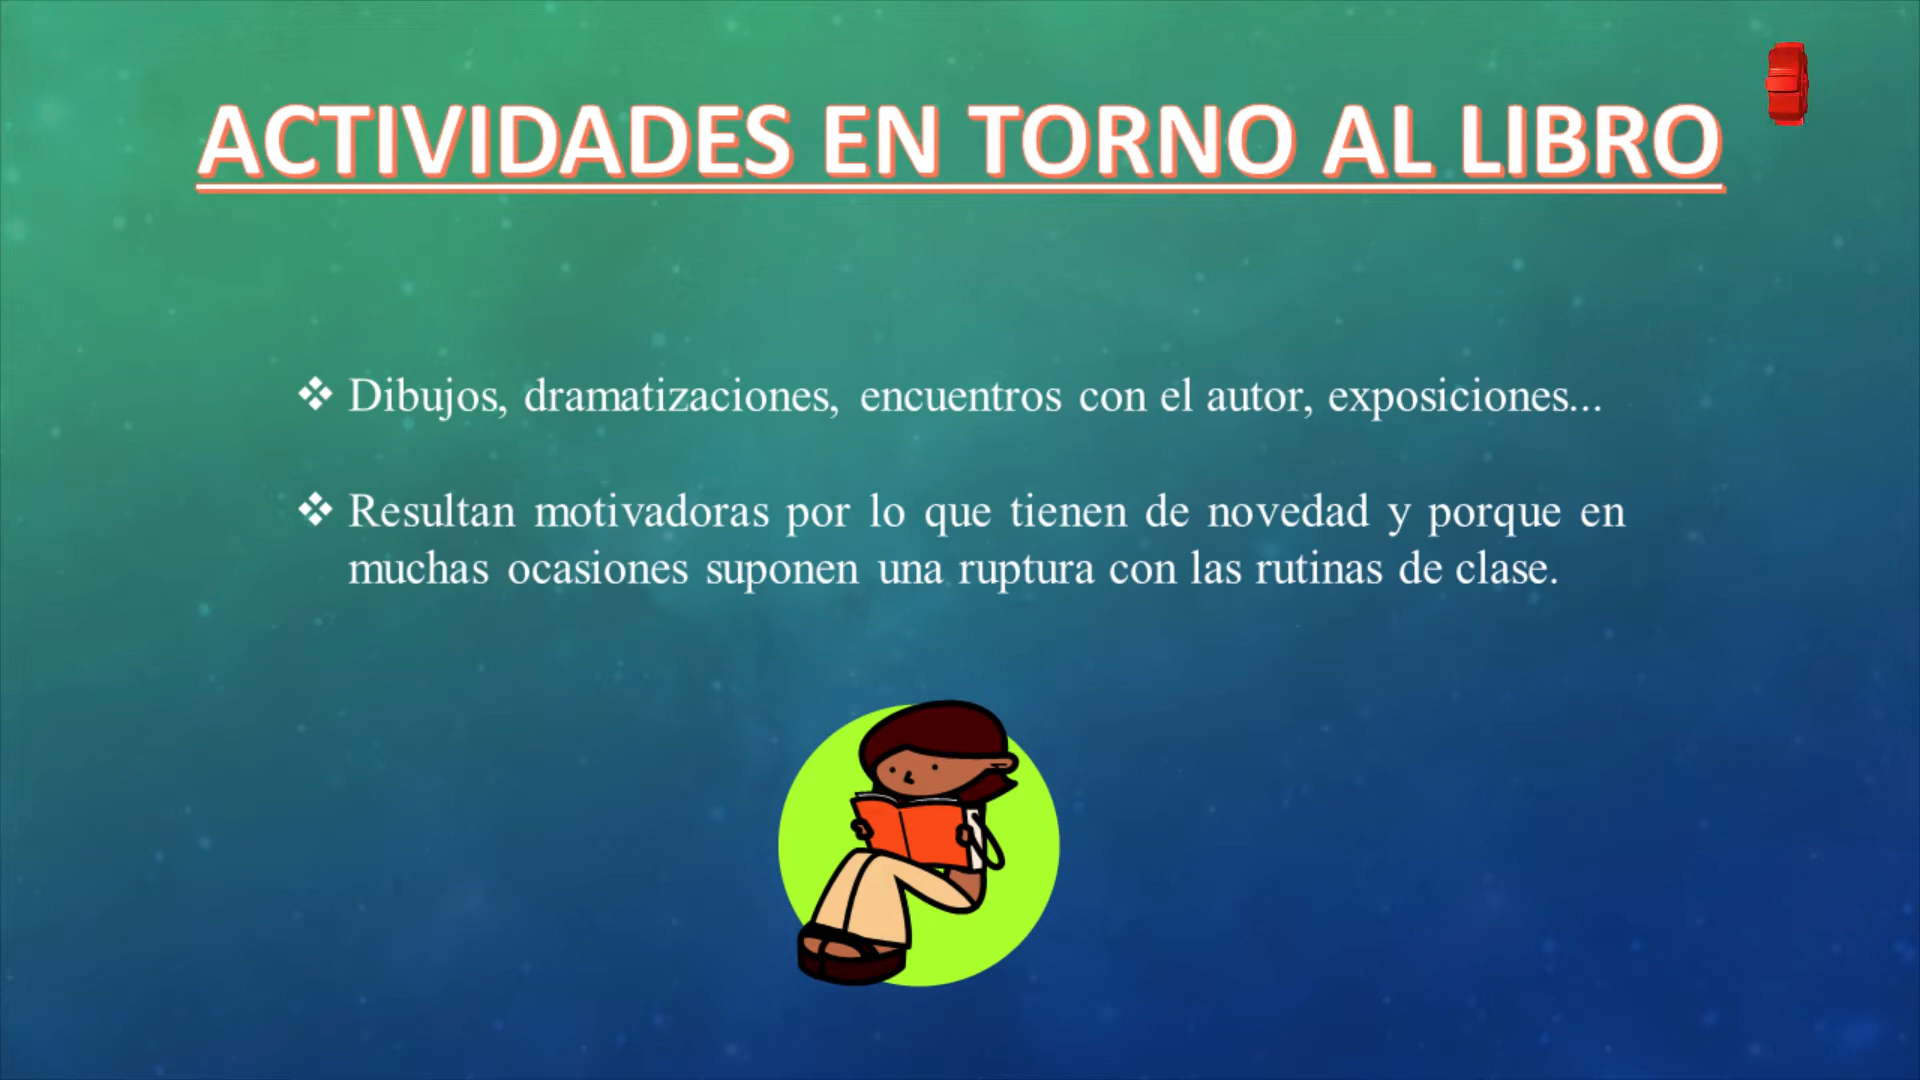 ACTIVIDADES EN TORNO AL LIBRO
❖ Dibujos, dramatizaciones, encuentros con el autor, exposiciones...
❖ Resultan motivadoras por lo que tienen de novedad y porque en
muchas ocasiones suponen una ruptura con las rutinas de clase.